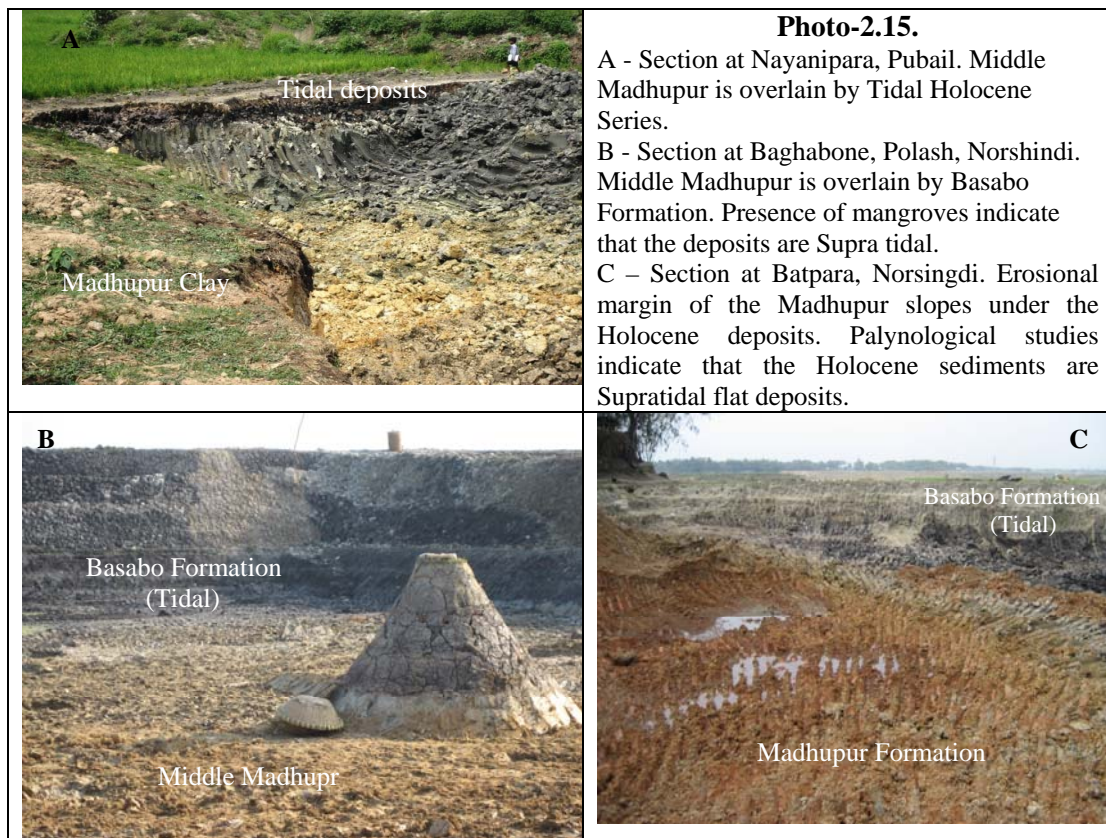 A
Tidal deposits
Madhupur Clay
Photo-2.15.
A - Section at Nayanipara, Pubail. Middle
Madhupur is overlain by Tidal Holocene
Series.
B - Section at Baghabone, Polash, Norshindi.
Middle Madhupur is overlain by Basabo
Formation. Presence of mangroves indicate
that the deposits are Supra tidal.
C – Section at Batpara, Norsingdi. Erosional
margin of the Madhupur slopes under the
Holocene deposits. Palynological studies
indicate that the Holocene sediments are
Supratidal flat deposits.
B
Basabo Formation
(Tidal)
Middle Madhupr
C
Basabo Formation
(Tidal)
Madhupur Formation